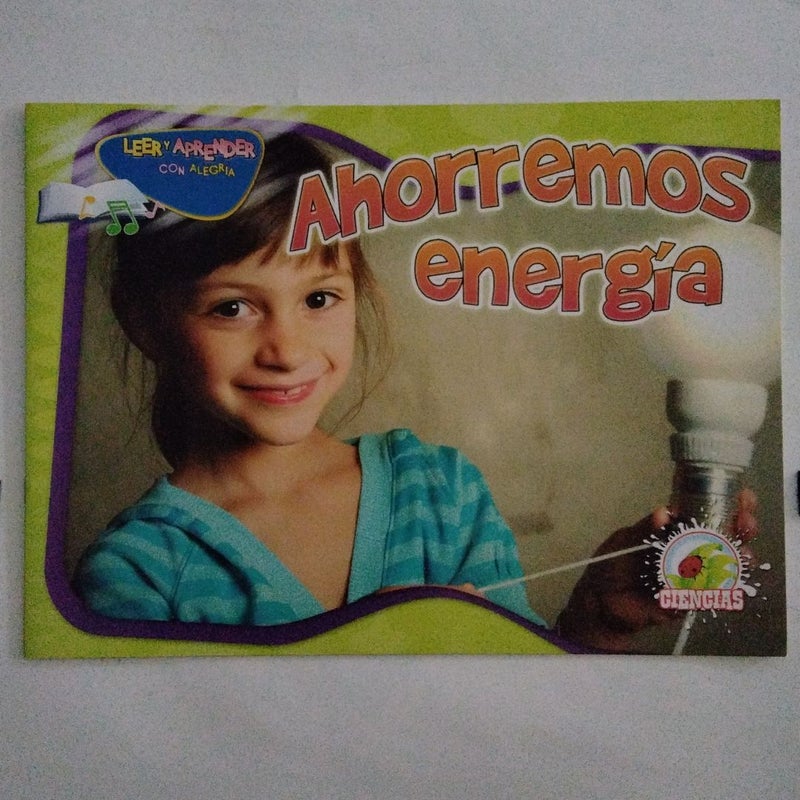 LEER Y APRENDER
CON ALEGRÍA
Ahorremos
energía
CIENCIAS